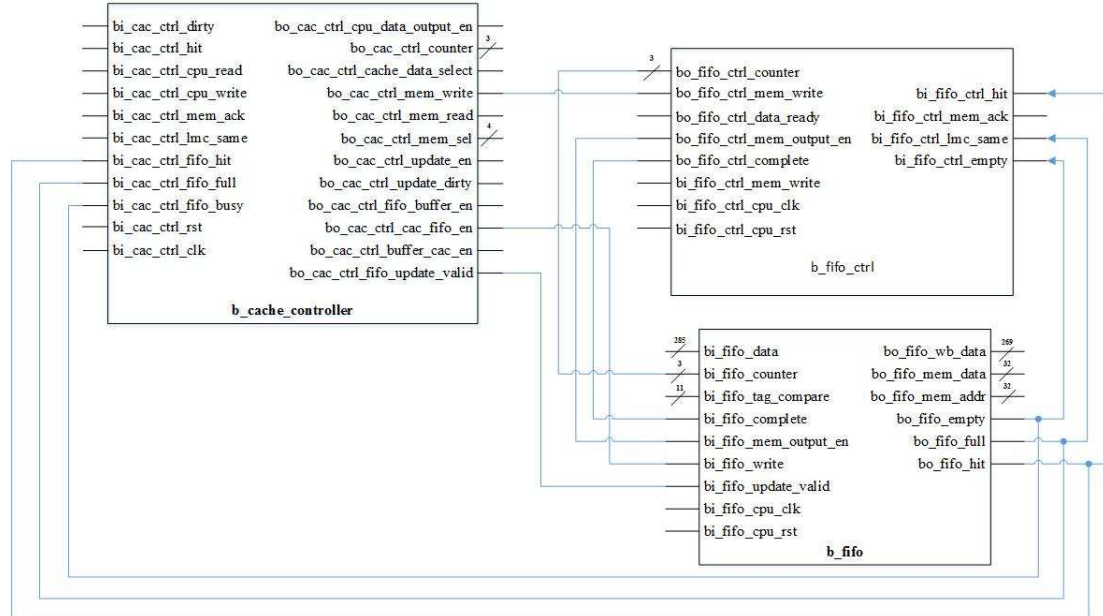 bi_cac_ctrl_dirty
bi_cac_ctrl_hit
bi_cac_ctrl_cpu_read
bi_cac_ctrl_cpu_write
bi_cac_ctrl_mem_ack
bi_cac_ctrl_lmc_same
bi_cac_ctrl_fifo_hit
bi_cac_ctrl_fifo_full
bi_cac_ctrl_fifo_busy
bi_cac_ctrl_rst
bi_cac_ctrl_clk
bo_cac_ctrl_cpu_data_output_en
bo_cac_ctrl_counter
3
bo_cac_ctrl_cache_data_select
bo_cac_ctrl_mem_write
bo_cac_ctrl_mem_read
bo_cac_ctrl_mem_sel
4
bo_cac_ctrl_update_en
bo_cac_ctrl_update_dirty
bo_cac_ctrl_fifo_buffer_en
bo_cac_ctrl_cac_fifo_en
bo_cac_ctrl_buffer_cac_en
bo_cac_ctrl_fifo_update_valid
b_cache_controller
3
bo_fifo_ctrl_counter
bo_fifo_ctrl_mem_write
bo_fifo_ctrl_data_ready
bo_fifo_ctrl_mem_output_en
bo_fifo_ctrl_complete
bi_fifo_ctrl_mem_write
bi_fifo_ctrl_cpu_clk
bi_fifo_ctrl_cpu_rst
bi_fifo_ctrl_hit
bi_fifo_ctrl_mem_ack
bi_fifo_ctrl_lmc_same
bi_fifo_ctrl_empty
b_fifo_ctrl
285
bi_fifo_data
3
bi_fifo_counter
11
bi_fifo_tag_compare
bi_fifo_complete
bi_fifo_mem_output_en
bi_fifo_write
bi_fifo_update_valid
bi_fifo_cpu_clk
bi_fifo_cpu_rst
bo_fifo_wb_data
269
bo_fifo_mem_data
32
bo_fifo_mem_addr
32
bo_fifo_empty
bo_fifo_full
bo_fifo_hit
b_fifo